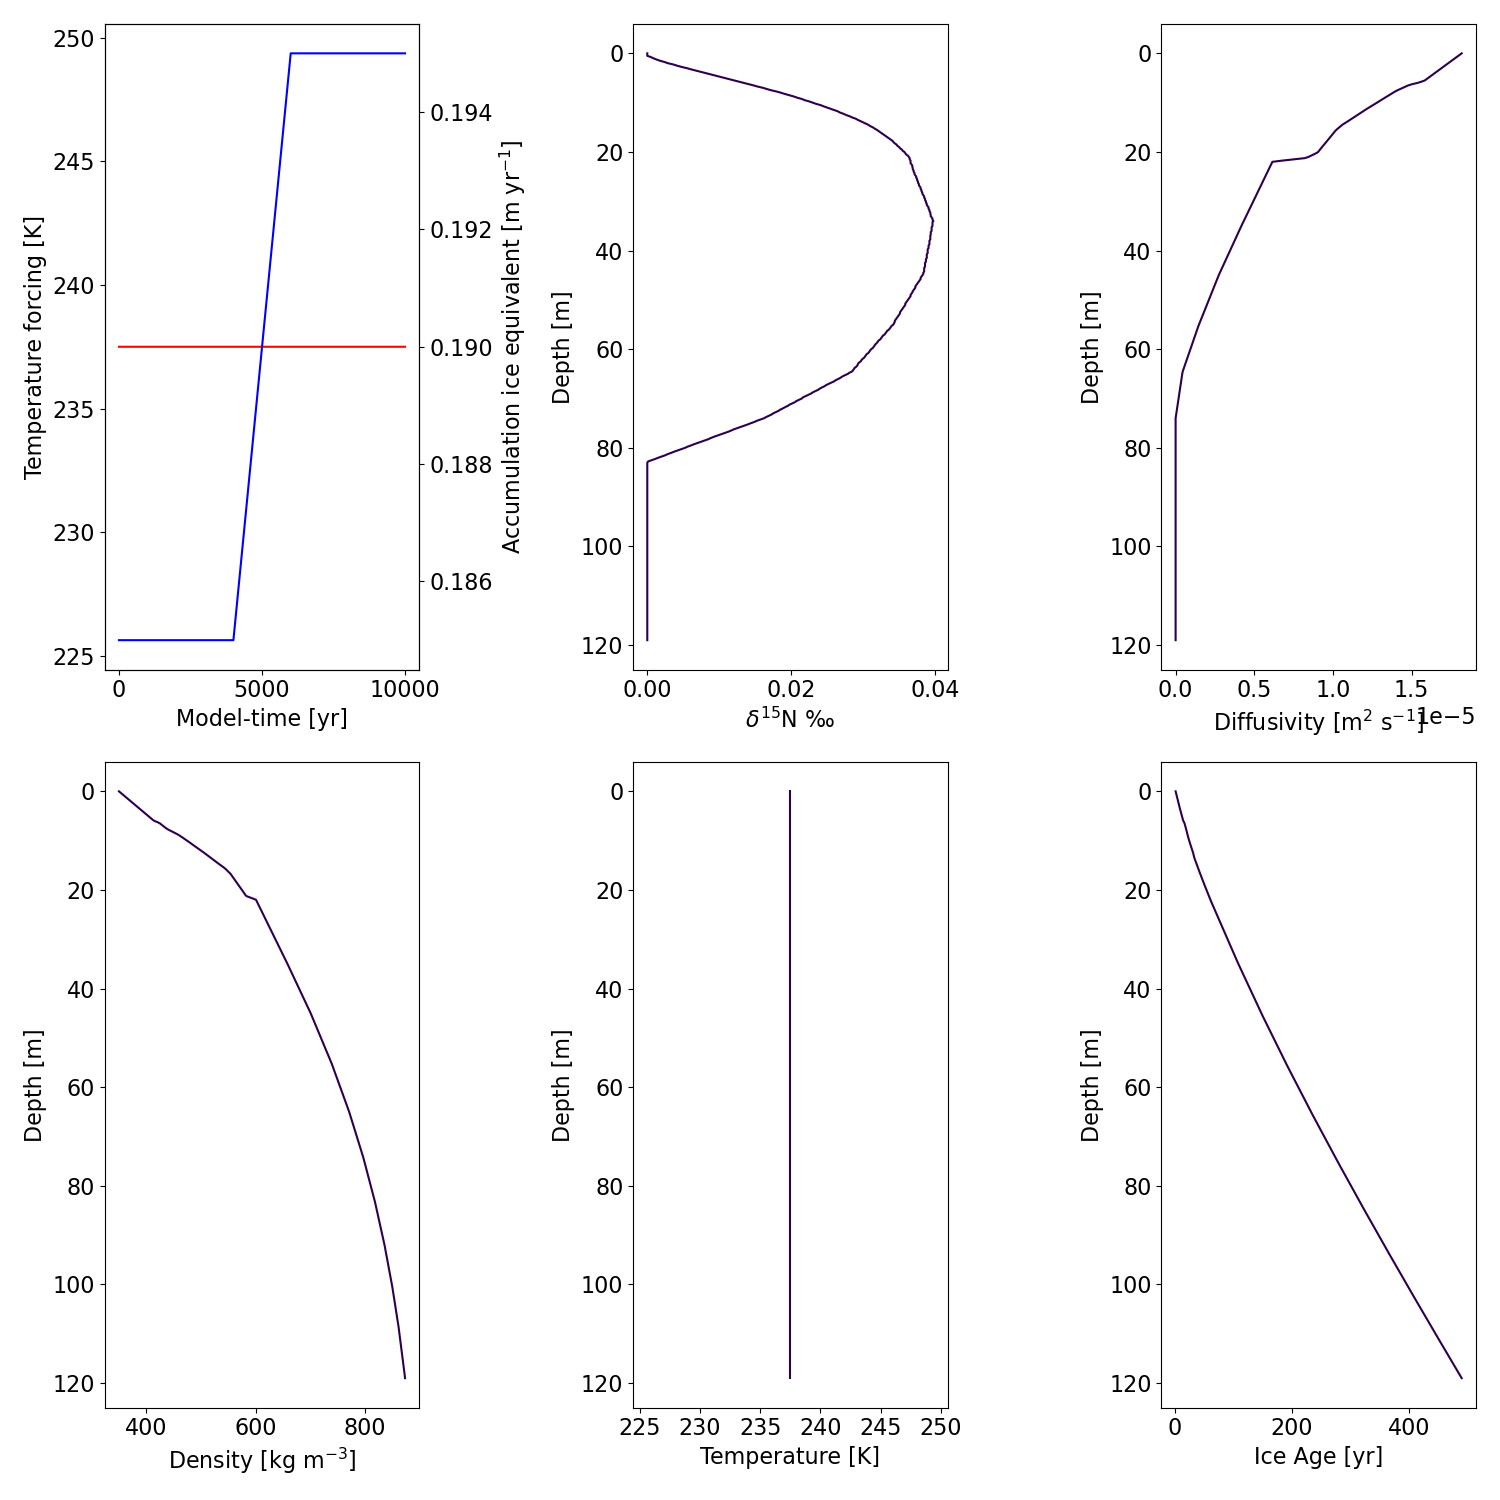 250
245
240
235
230
225
Temperature forcing [K]
0 5000 10000
Model-time [yr]
0.194
0.192
0.190
0.188
0.186
Accumulation ice equivalent [m yr⁻¹]
0
20
40
60
80
100
120
Depth [m]
0.00 0.02 0.04
δ¹⁵N ‰
0
20
40
60
80
100
120
Depth [m]
0.0 0.5 1.0 1.5
Diffusivity [m² s⁻¹]
1e−5
0
20
40
60
80
100
120
Depth [m]
400 600 800
Density [kg m⁻³]
0
20
40
60
80
100
120
Depth [m]
225 230 235 240 245 250
Temperature [K]
0
20
40
60
80
100
120
Depth [m]
0 200 400
Ice Age [yr]